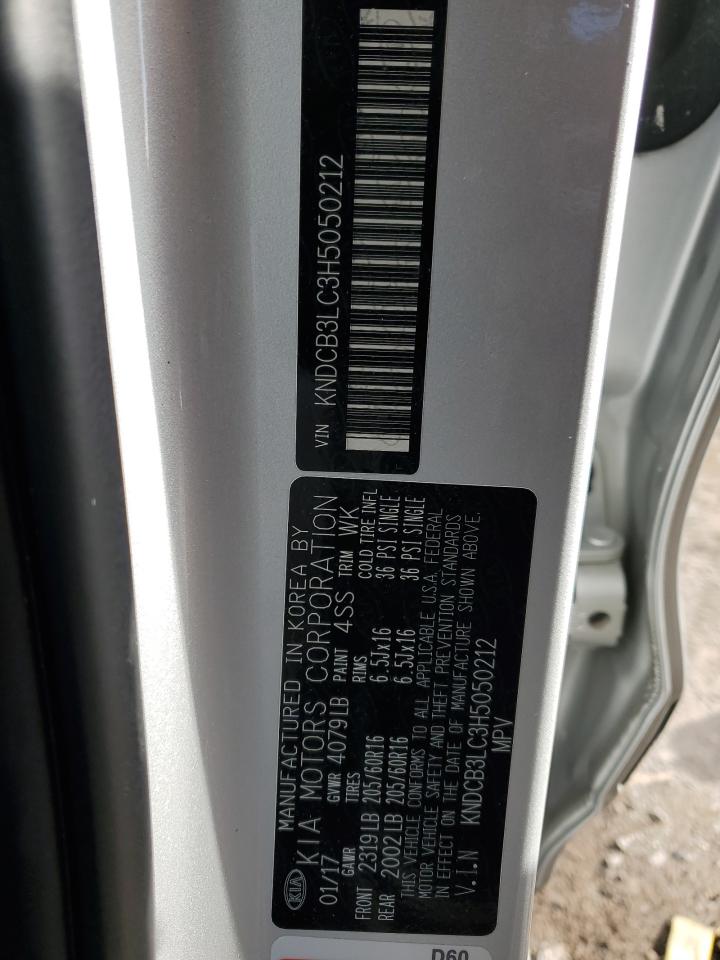 VIN KNDCB3LC3H5050212
MANUFACTURED IN KOREA BY
KIA KIA MOTORS CORPORATION
01/17 GVWR 4079LB PAINT 4SS TRIM WK
GAWR TIRES RIMS COLD TIRE INFL
FRONT 2319LB 205/60R16 6.5Jx16 36 PSI SINGLE
REAR 2002LB 205/60R16 6.5Jx16 36 PSI SINGLE
THIS VEHICLE CONFORMS TO ALL APPLICABLE U.S.A. FEDERAL
MOTOR VEHICLE SAFETY AND THEFT PREVENTION STANDARDS
IN EFFECT ON THE DATE OF MANUFACTURE SHOWN ABOVE.
V.I.N KNDCB3LC3H5050212
MPV
D60